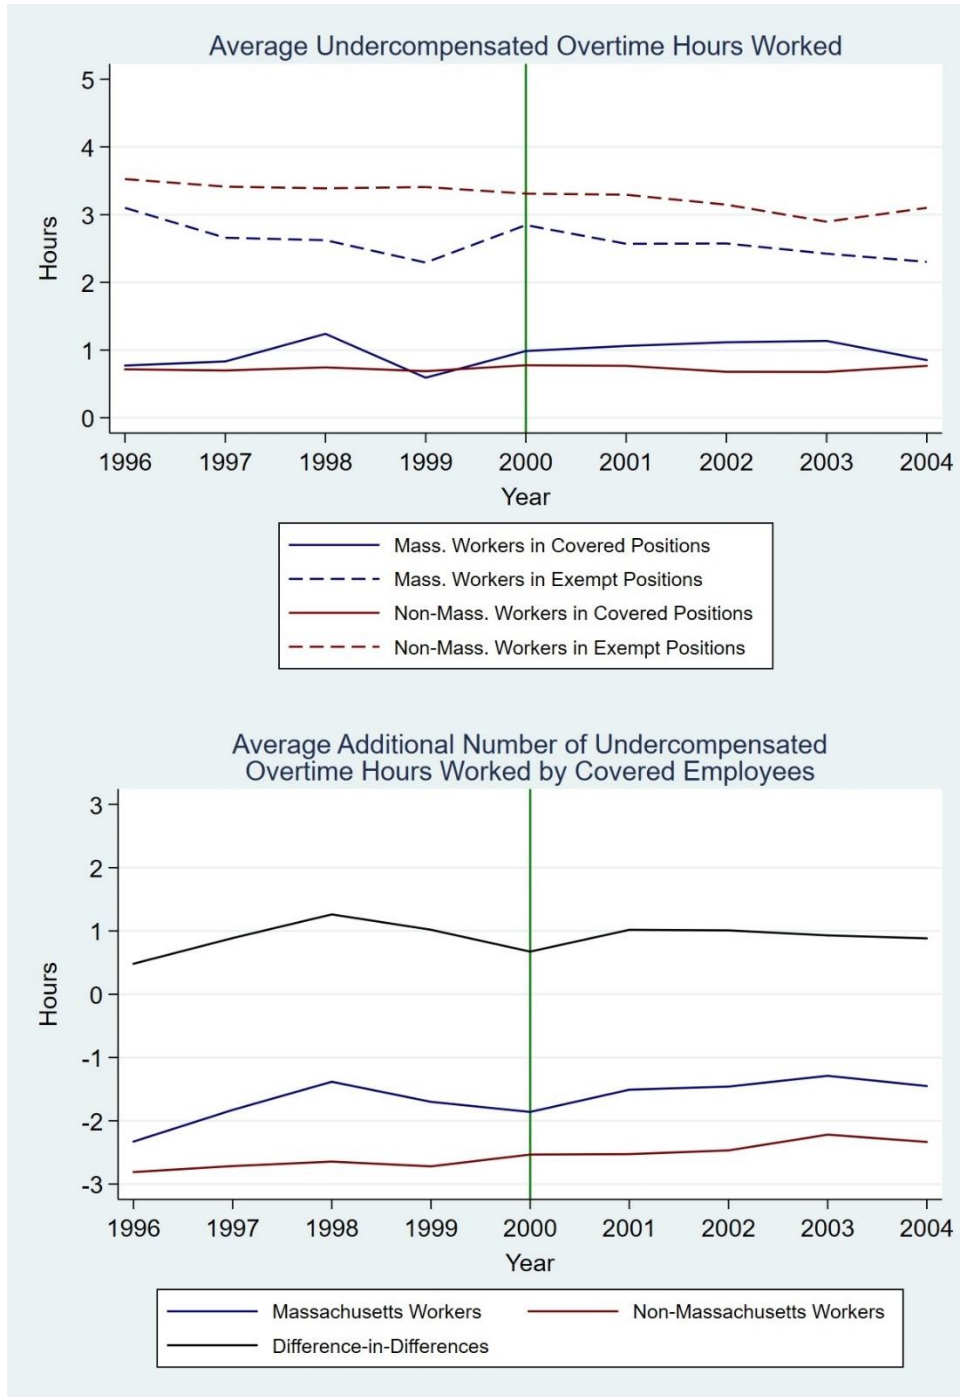 Average Undercompensated Overtime Hours Worked
5
4
3
2
1
0
Hours
1996 1997 1998 1999 2000 2001 2002 2003 2004
Year
Mass. Workers in Covered Positions
Mass. Workers in Exempt Positions
Non-Mass. Workers in Covered Positions
Non-Mass. Workers in Exempt Positions
Average Additional Number of Undercompensated
Overtime Hours Worked by Covered Employees
3
2
1
0
-1
-2
-3
Hours
1996 1997 1998 1999 2000 2001 2002 2003 2004
Year
Massachusetts Workers Non-Massachusetts Workers
Difference-in-Differences